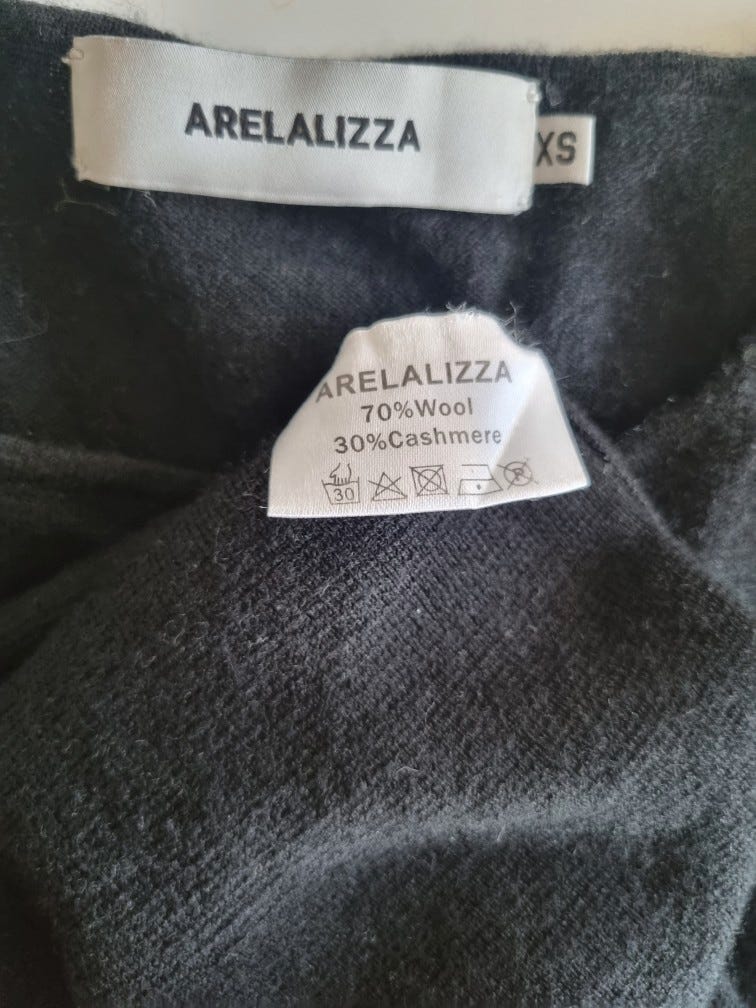 ARELALIZZA
XS
ARELALIZZA
70%Wool
30%Cashmere
30